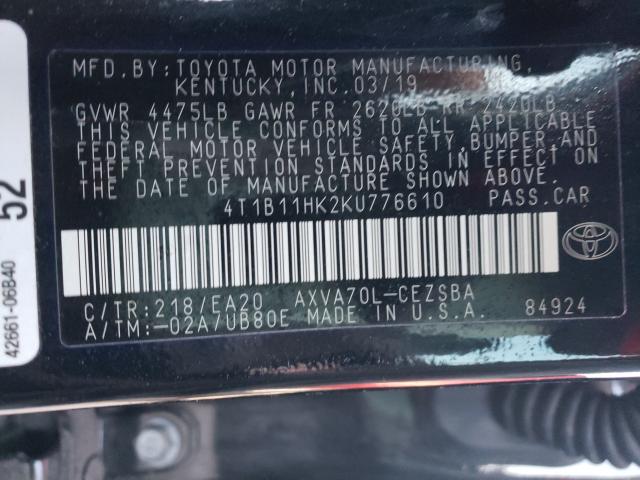 MFD. BY: TOYOTA MOTOR MANUFACTURING,
KENTUCKY, INC. 03/19
GVWR 4475LB GAWR FR 2620LB RR 2420LB
THIS VEHICLE CONFORMS TO ALL APPLICABLE
FEDERAL MOTOR VEHICLE SAFETY, BUMPER, AND
THEFT PREVENTION STANDARDS IN EFFECT ON
THE DATE OF MANUFACTURE SHOWN ABOVE.
4T1B11HK2KU776610 PASS. CAR
C/TR: 218/EA20 AXVA70L-CEZSBA
A/TM: -02A/UB80E MADE IN U.S.A. 84924
52
42661-06B40